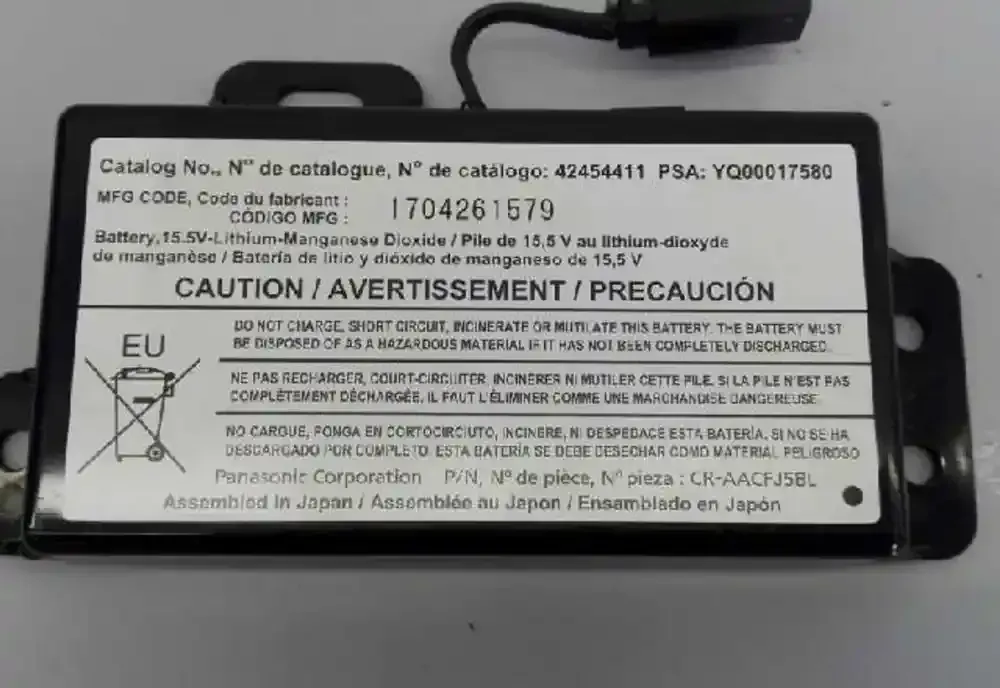 Catalog No., N° de catalogue, N° de catálogo: 42454411 PSA: YQ00017580
MFG CODE, Code du fabricant :
CÓDIGO MFG : 1704261579
Battery, 15.5V-Lithium-Manganese Dioxide / Pile de 15,5 V au lithium-dioxyde
de manganèse / Batería de litio y dióxido de manganeso de 15,5 V
CAUTION / AVERTISSEMENT / PRECAUCIÓN
EU
DO NOT CHARGE, SHORT CIRCUIT, INCINERATE OR MUTILATE THIS BATTERY. THE BATTERY MUST
BE DISPOSED OF AS A HAZARDOUS MATERIAL IF IT HAS NOT BEEN COMPLETELY DISCHARGED.
NE PAS RECHARGER, COURT-CIRCUITER, INCINÉRER NI MUTILER CETTE PILE. SI LA PILE N'EST PAS
COMPLÈTEMENT DÉCHARGÉE, IL FAUT L'ÉLIMINER COMME UNE MARCHANDISE DANGEREUSE.
NO CARGUE, PONGA EN CORTOCIRCUITO, INCINERE, NI DESPEDACE ESTA BATERÍA. SI NO SE HA
DESCARGADO POR COMPLETO, ESTA BATERÍA SE DEBE DESECHAR COMO MATERIAL PELIGROSO
Panasonic Corporation P/N, N° de pièce, N° pieza : CR-AACFJ5BL
Assembled in Japan / Assemblée au Japon / Ensamblado en Japón